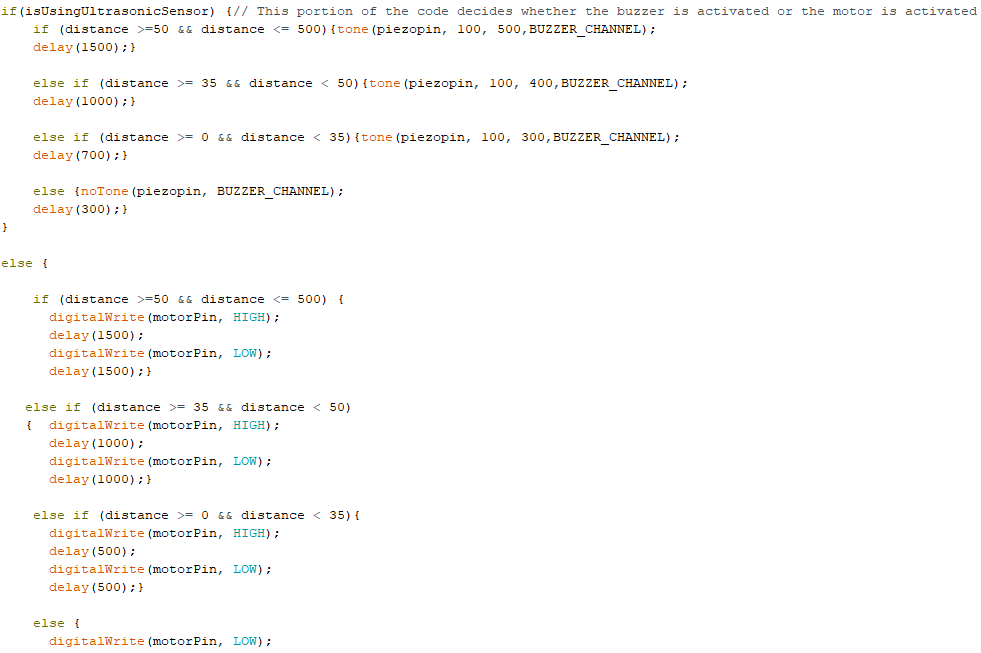 if(isUsingUltrasonicSensor) {// This portion of the code decides whether the buzzer is activated or the motor is activated
    if (distance >=50 && distance <= 500){tone(piezopin, 100, 500,BUZZER_CHANNEL);
    delay(1500);}

    else if (distance >= 35 && distance < 50){tone(piezopin, 100, 400,BUZZER_CHANNEL);
    delay(1000);}

    else if (distance >= 0 && distance < 35){tone(piezopin, 100, 300,BUZZER_CHANNEL);
    delay(700);}

    else {noTone(piezopin, BUZZER_CHANNEL);
    delay(300);}
}

else {

    if (distance >=50 && distance <= 500) {
      digitalWrite(motorPin, HIGH);
      delay(1500);
      digitalWrite(motorPin, LOW);
      delay(1500);}

   else if (distance >= 35 && distance < 50)
   {  digitalWrite(motorPin, HIGH);
      delay(1000);
      digitalWrite(motorPin, LOW);
      delay(1000);}

    else if (distance >= 0 && distance < 35){
      digitalWrite(motorPin, HIGH);
      delay(500);
      digitalWrite(motorPin, LOW);
      delay(500);}

    else {
      digitalWrite(motorPin, LOW);